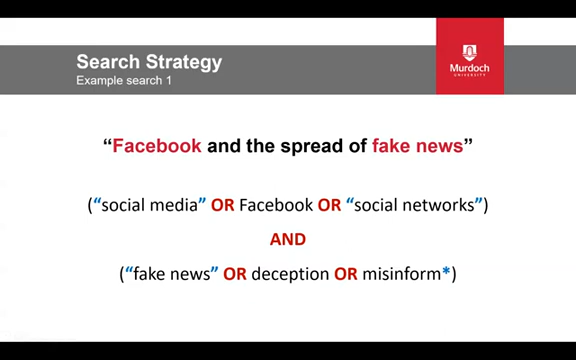 Search Strategy
Example search 1
Murdoch
UNIVERSITY
“Facebook and the spread of fake news”
(“social media” OR Facebook OR “social networks”)
AND
(“fake news” OR deception OR misinform*)